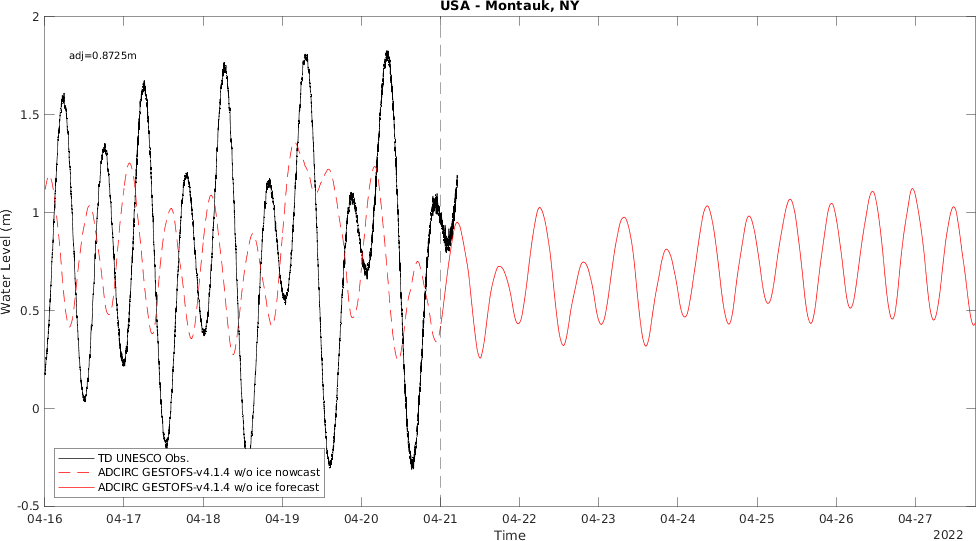 USA - Montauk, NY
adj=0.8725m
2
1.5
1
0.5
0
-0.5
Water Level (m)
TD UNESCO Obs.
ADCIRC GESTOFS-v4.1.4 w/o ice nowcast
ADCIRC GESTOFS-v4.1.4 w/o ice forecast
04-16 04-17 04-18 04-19 04-20 04-21 04-22 04-23 04-24 04-25 04-26 04-27
Time
2022